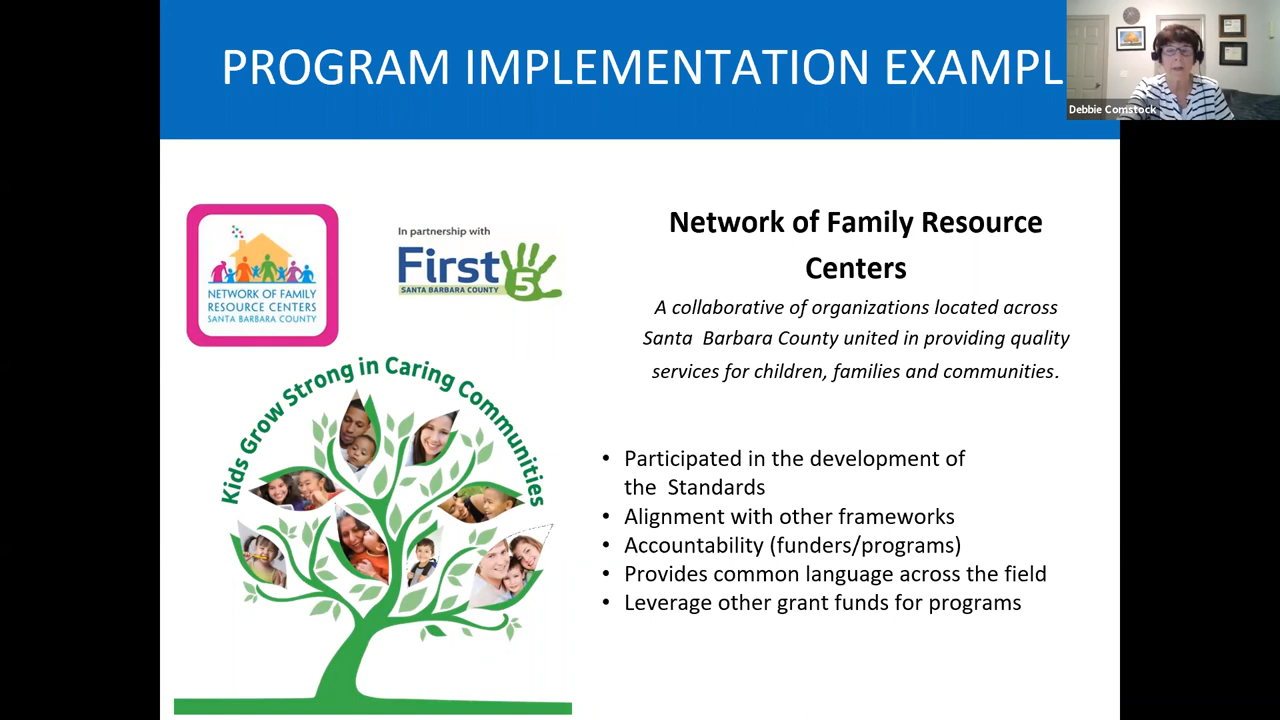 PROGRAM IMPLEMENTATION EXAMPL
Debbie Comstock
NETWORK OF FAMILY
RESOURCE CENTERS
SANTA BARBARA COUNTY
In partnership with
First 5
SANTA BARBARA COUNTY
Kids Grow Strong in Caring Communities
Network of Family Resource
Centers
A collaborative of organizations located across
Santa Barbara County united in providing quality
services for children, families and communities.
• Participated in the development of
the Standards
• Alignment with other frameworks
• Accountability (funders/programs)
• Provides common language across the field
• Leverage other grant funds for programs